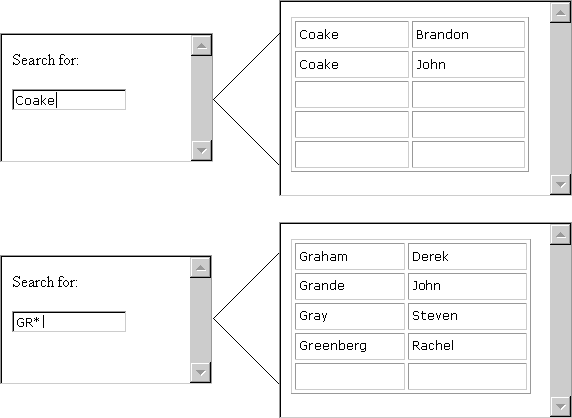 Search for:
Coake
Coake Brandon
Coake John
Search for:
GR*
Graham Derek
Grande John
Gray Steven
Greenberg Rachel